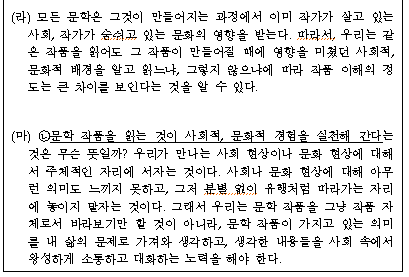 (라) 모든 문학은 그것이 만들어지는 과정에서 이미 작가가 살고 있는
사회, 작가가 숨쉬고 있는 문화의 영향을 받는다. 따라서, 우리는 같
은 작품을 읽어도 그 작품이 만들어질 때에 영향을 미쳤던 사회적,
문화적 배경을 알고 읽느냐, 그렇지 않으냐에 따라 작품 이해의 정
도는 큰 차이를 보인다는 것을 알 수 있다.
(마) ㉡문학 작품을 읽는 것이 사회적, 문화적 경험을 실천해 간다는
것은 무슨 뜻일까? 우리가 만나는 사회 현상이나 문화 현상에 대해
서 주체적인 자리에 서자는 것이다. 사회나 문화 현상에 대해 아무
런 의미도 느끼지 못하고, 그저 분별 없이 유행처럼 따라가는 자리
에 놓이지 말자는 것이다. 그래서 우리는 문학 작품을 그냥 작품 자
체로서 바라보기만 할 것이 아니라, 문학 작품이 가지고 있는 의미
를 내 삶의 문제로 가져와 생각하고, 생각한 내용들을 사회 속에서
왕성하게 소통하고 대화하는 노력을 해야 한다.